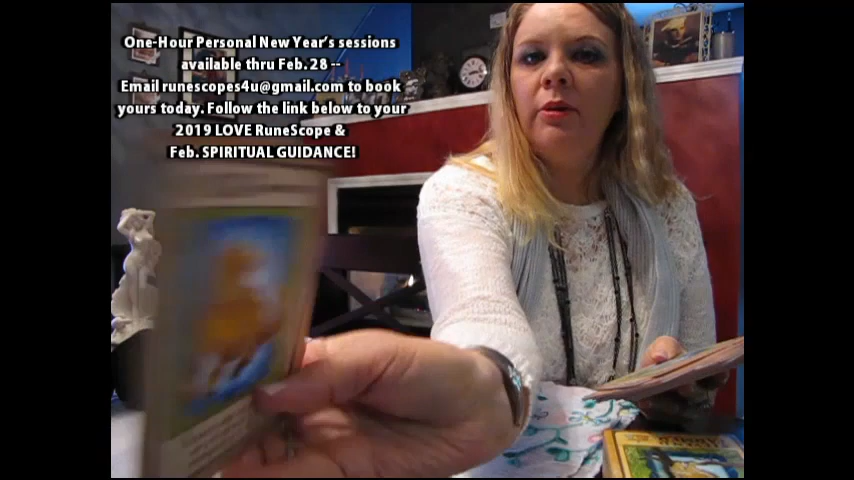 One-Hour Personal New Year's sessions
available thru Feb. 28 --
Email runescopes4u@gmail.com to book
yours today. Follow the link below to your
2019 LOVE RuneScope &
Feb. SPIRITUAL GUIDANCE!